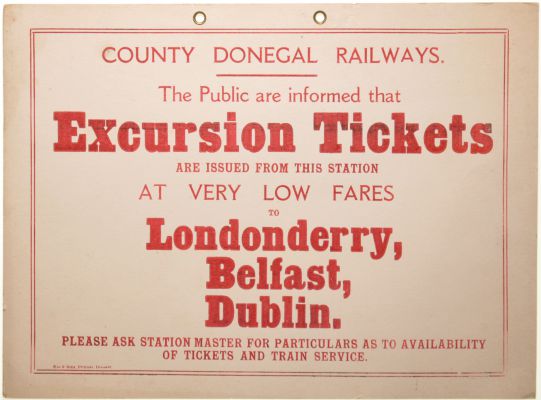 COUNTY DONEGAL RAILWAYS.
The Public are informed that
Excursion Tickets
ARE ISSUED FROM THIS STATION
AT VERY LOW FARES
TO
Londonderry,
Belfast,
Dublin.
PLEASE ASK STATION MASTER FOR PARTICULARS AS TO AVAILABILITY
OF TICKETS AND TRAIN SERVICE.